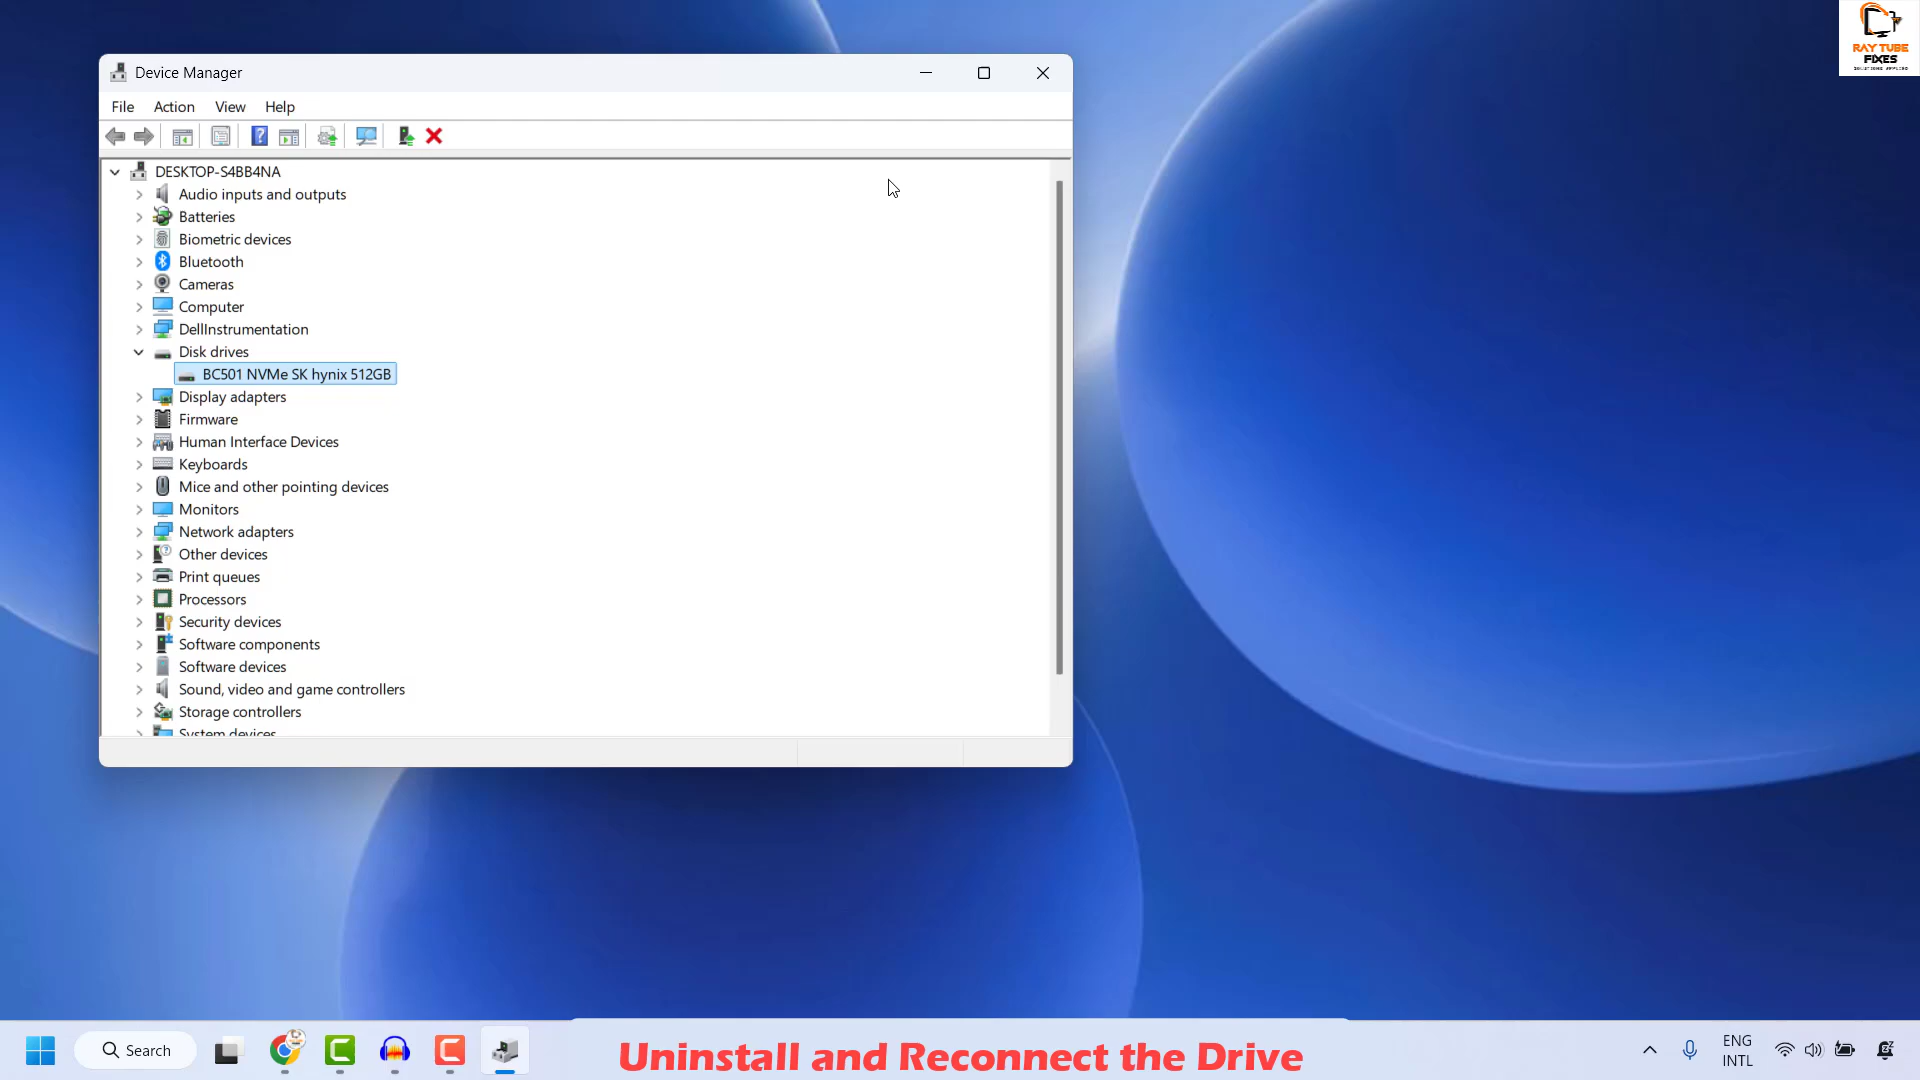 RAY TUBE
FIXES
Device Manager
File Action View Help
DESKTOP-S4BB4NA
Audio inputs and outputs
Batteries
Biometric devices
Bluetooth
Cameras
Computer
DellInstrumentation
Disk drives
BC501 NVMe SK hynix 512GB
Display adapters
Firmware
Human Interface Devices
Keyboards
Mice and other pointing devices
Monitors
Network adapters
Other devices
Print queues
Processors
Security devices
Software components
Software devices
Sound, video and game controllers
Storage controllers
System devices
Search
Uninstall and Reconnect the Drive
ENG
INTL